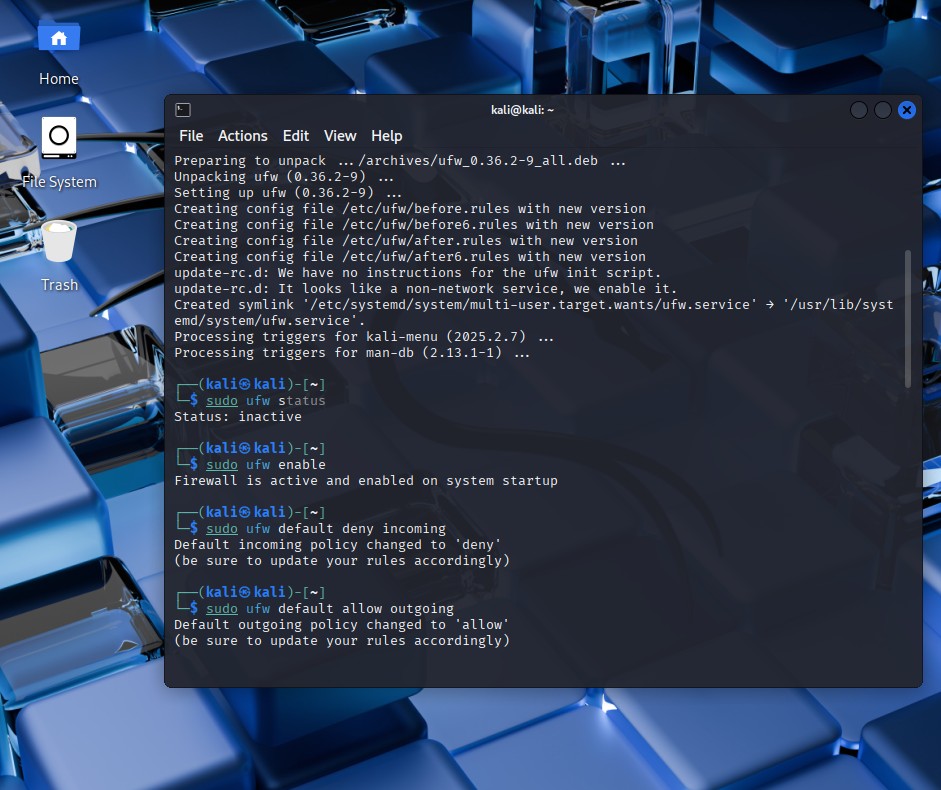 Home
File System
Trash
kali@kali: ~
File Actions Edit View Help
Preparing to unpack .../archives/ufw_0.36.2-9_all.deb ...
Unpacking ufw (0.36.2-9) ...
Setting up ufw (0.36.2-9) ...
Creating config file /etc/ufw/before.rules with new version
Creating config file /etc/ufw/before6.rules with new version
Creating config file /etc/ufw/after.rules with new version
Creating config file /etc/ufw/after6.rules with new version
update-rc.d: We have no instructions for the ufw init script.
update-rc.d: It looks like a non-network service, we enable it.
Created symlink '/etc/systemd/system/multi-user.target.wants/ufw.service' → '/usr/lib/syst
emd/system/ufw.service'.
Processing triggers for kali-menu (2025.2.7) ...
Processing triggers for man-db (2.13.1-1) ...
┌──(kali㉿kali)-[~]
└─$ sudo ufw status
Status: inactive
┌──(kali㉿kali)-[~]
└─$ sudo ufw enable
Firewall is active and enabled on system startup
┌──(kali㉿kali)-[~]
└─$ sudo ufw default deny incoming
Default incoming policy changed to 'deny'
(be sure to update your rules accordingly)
┌──(kali㉿kali)-[~]
└─$ sudo ufw default allow outgoing
Default outgoing policy changed to 'allow'
(be sure to update your rules accordingly)